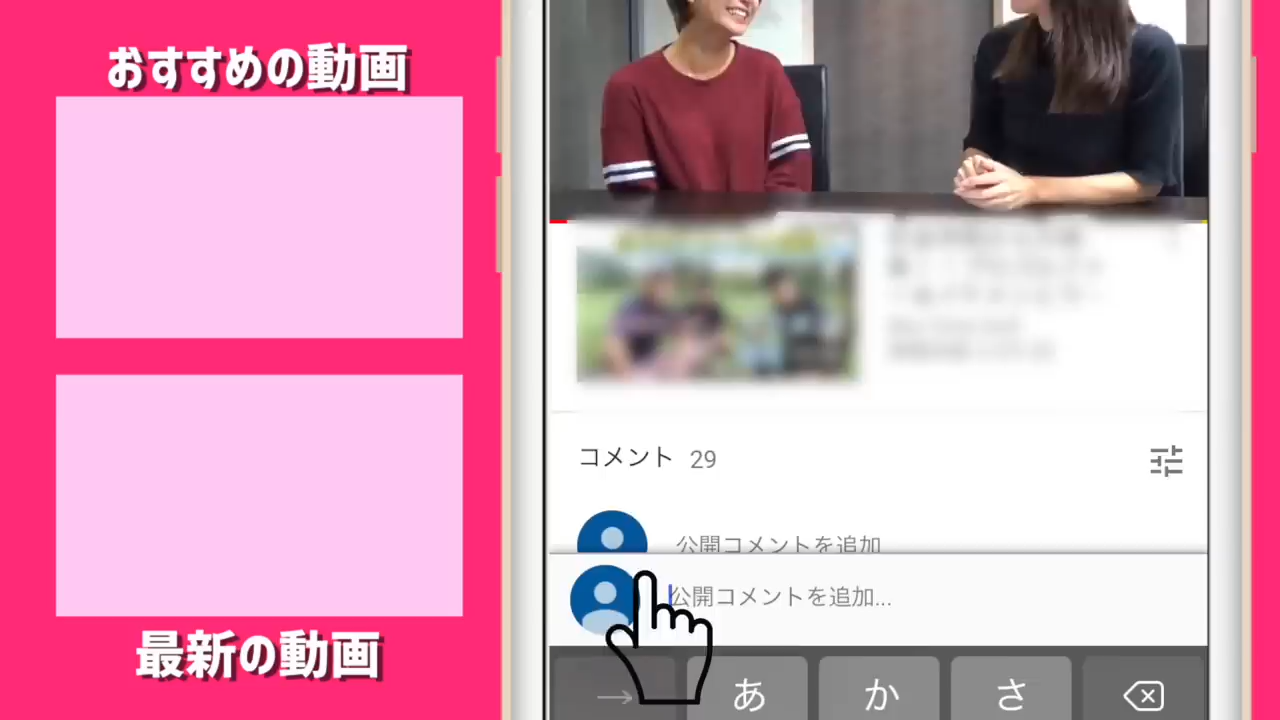 おすすめの動画
最新の動画
コメント 29
公開コメントを追加
公開コメントを追加...
→ あ か さ